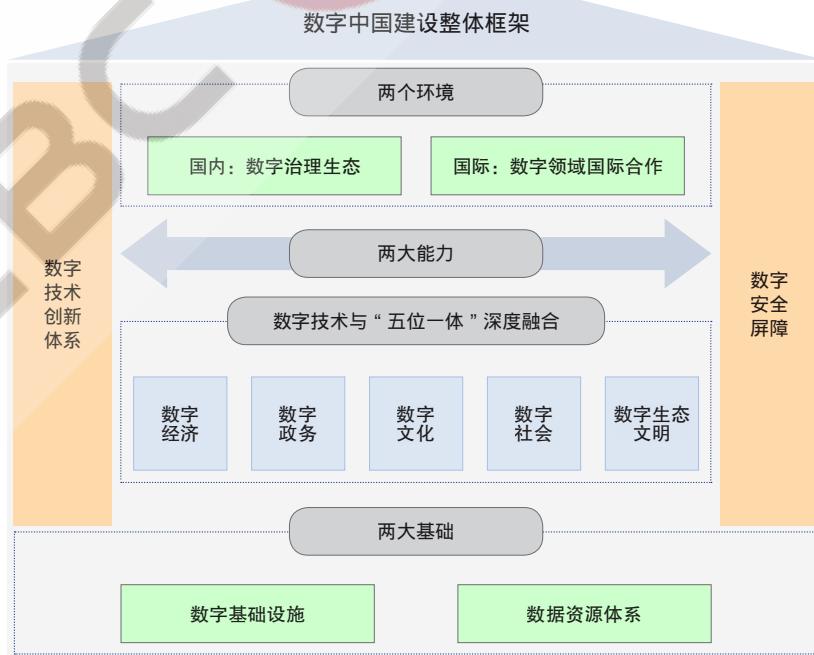 数字中国建设整体框架
两个环境
国内：数字治理生态
国际：数字领域国际合作
两大能力
数字
技术
创新
体系
数字
安全
屏障
数字技术与“五位一体”深度融合
数字
经济
数字
政务
数字
文化
数字
社会
数字生态
文明
两大基础
数字基础设施
数据资源体系